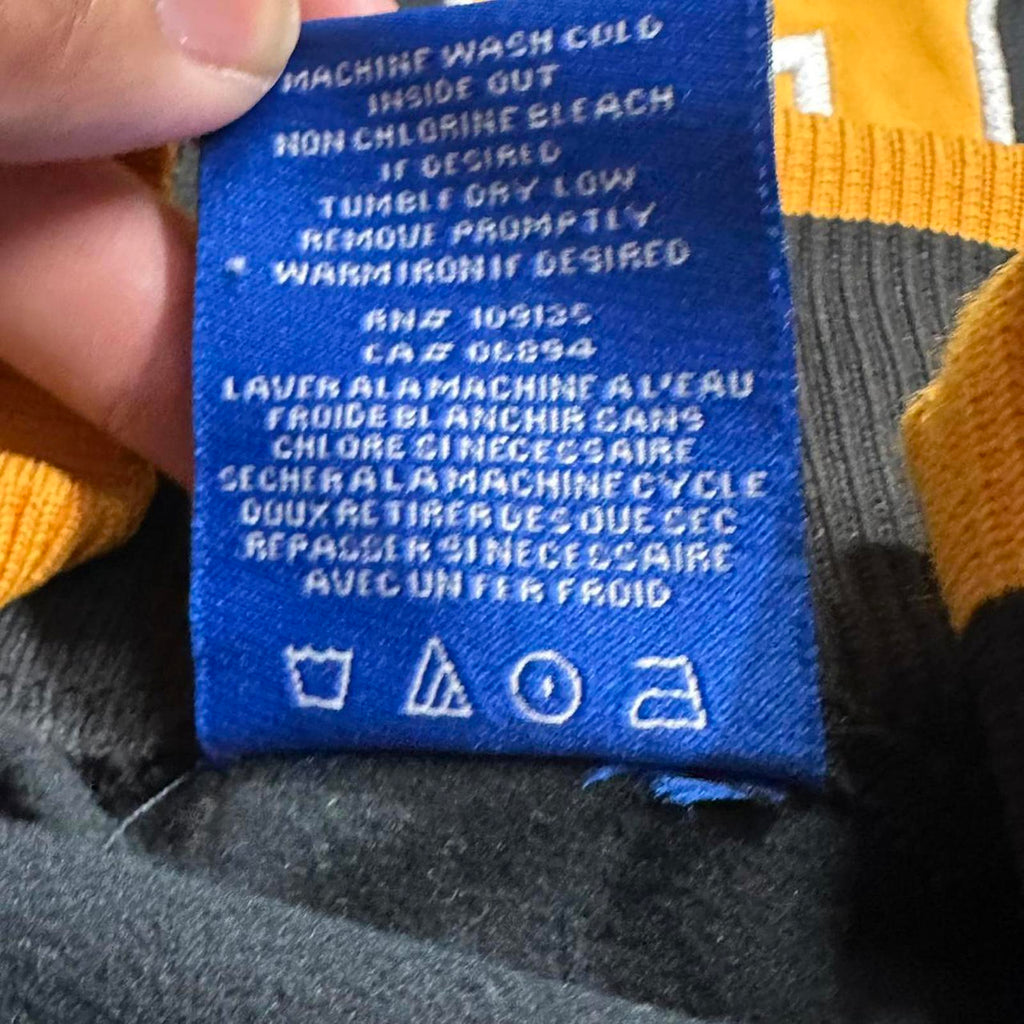 MACHINE WASH COLD
INSIDE OUT
NON CHLORINE BLEACH
IF DESIRED
TUMBLE DRY LOW
REMOVE PROMPTLY
WARM IRON IF DESIRED
RN# 109135
CA# 06894
LAVER A LA MACHINE A L'EAU
FROIDE BLANCHIR SANS
CHLORE SI NECESSAIRE
SECHER A LA MACHINE CYCLE
DOUX RETIRER DES QUE SEC
REPASSER SI NECESSAIRE
AVEC UN FER FROID